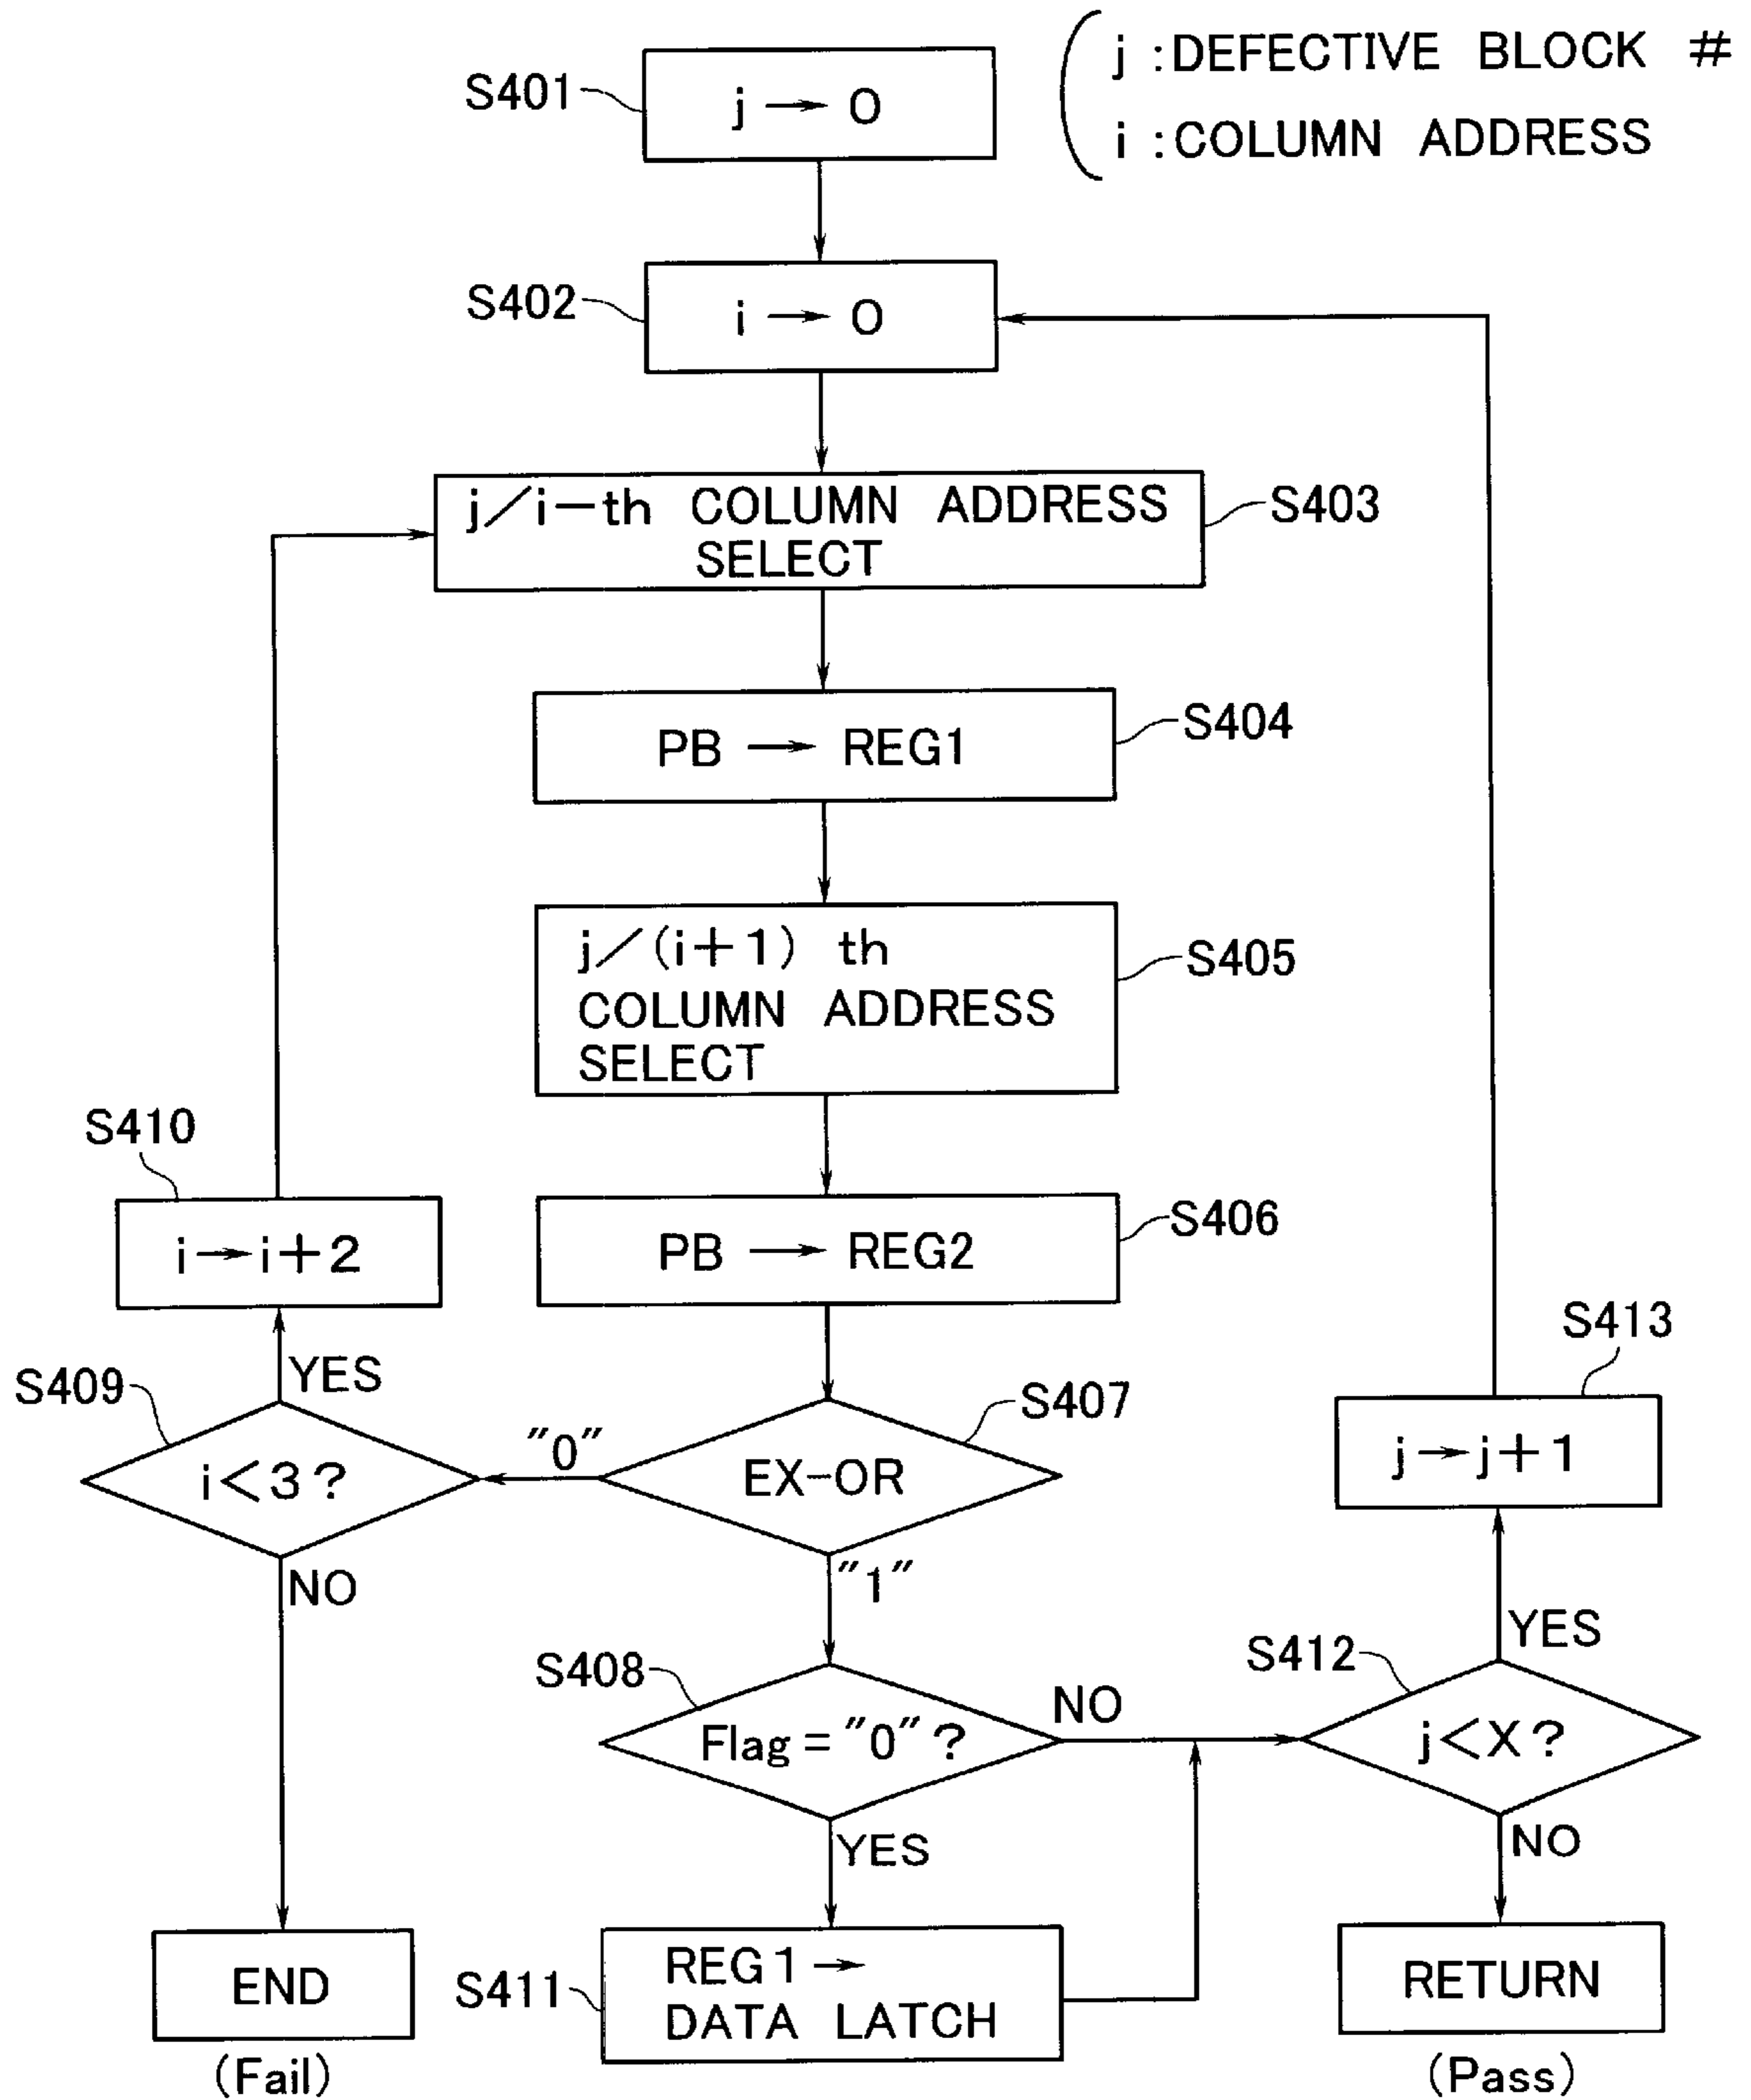 j : DEFECTIVE BLOCK #
i : COLUMN ADDRESS
S401
j → 0
S402
i → 0
j/i-th COLUMN ADDRESS
SELECT
S403
PB → REG1
S404
j/(i+1) th
COLUMN ADDRESS
SELECT
S405
S410
i → i+2
PB → REG2
S406
S413
j → j+1
S409
YES
i<3?
NO
"0"
S407
EX-OR
"1"
S408
Flag = "0" ?
NO
YES
S412
YES
j<X?
NO
END
(Fail)
S411
REG1 →
DATA LATCH
RETURN
(Pass)